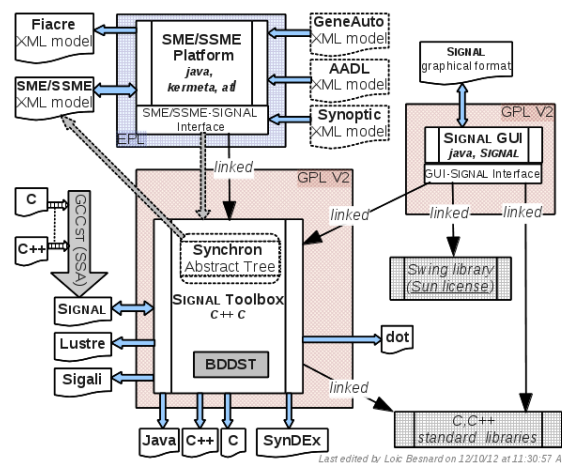 Fiacre
XML model
SME/SSME
XML model
SME/SSME
Platform
java,
kermeta, atl
SME/SSME-SIGNAL
Interface
EPL
GeneAuto
XML model
AADL
XML model
Synoptic
XML model
SIGNAL
graphical format
GPL V2
SIGNAL GUI
java, SIGNAL
GUI-SIGNAL Interface
linked
GPL V2
linked
linked
linked
C
C++
GCC ST (SSA)
Synchron
Abstract Tree
SIGNAL Toolbox
C++ C
BDDST
Swing library
(Sun license)
SIGNAL
Lustre
Sigali
dot
linked
Java
C++
C
SynDEx
C,C++
standard libraries
Last edited by Loic Besnard on 12/10/12 at 11:30:57 A